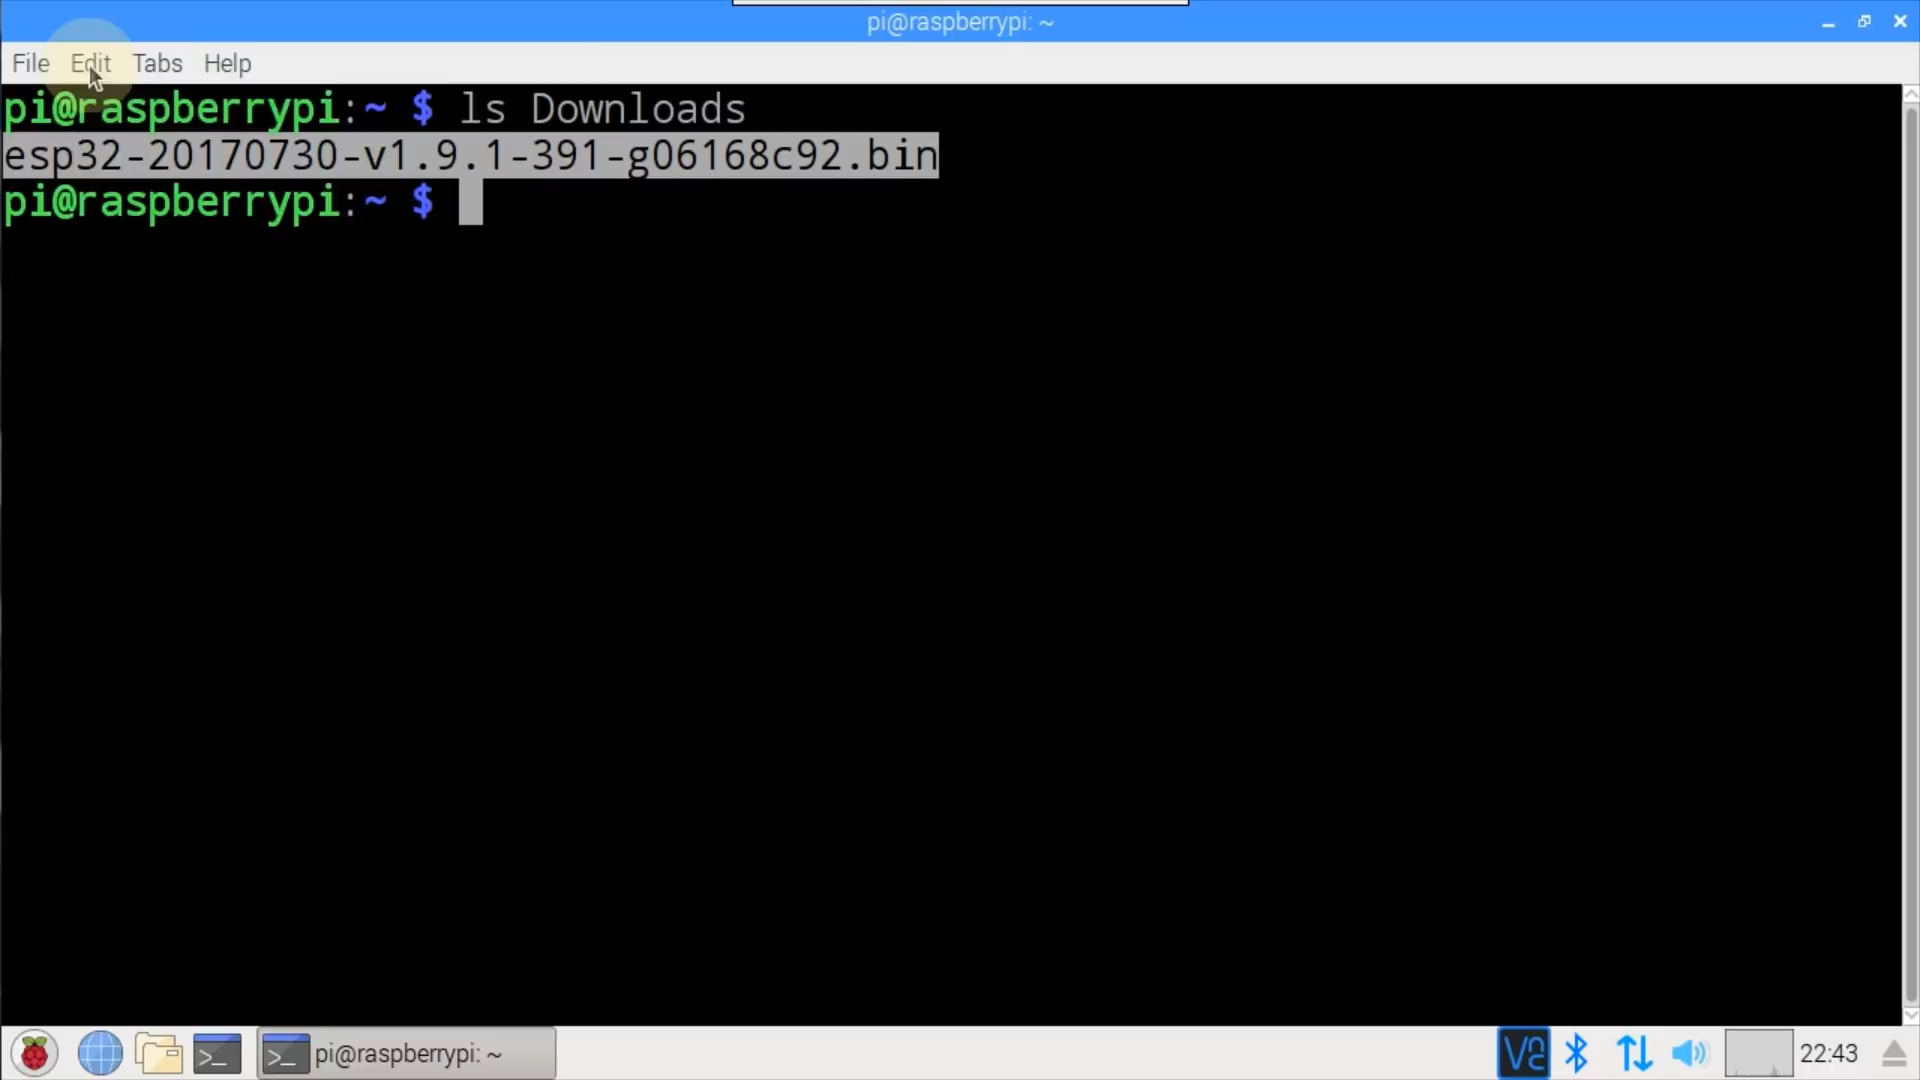 pi@raspberrypi: ~
File Edit Tabs Help
pi@raspberrypi:~ $ ls Downloads
esp32-20170730-v1.9.1-391-g06168c92.bin
pi@raspberrypi:~ $
>_ >_ pi@raspberrypi: ~ 22:43